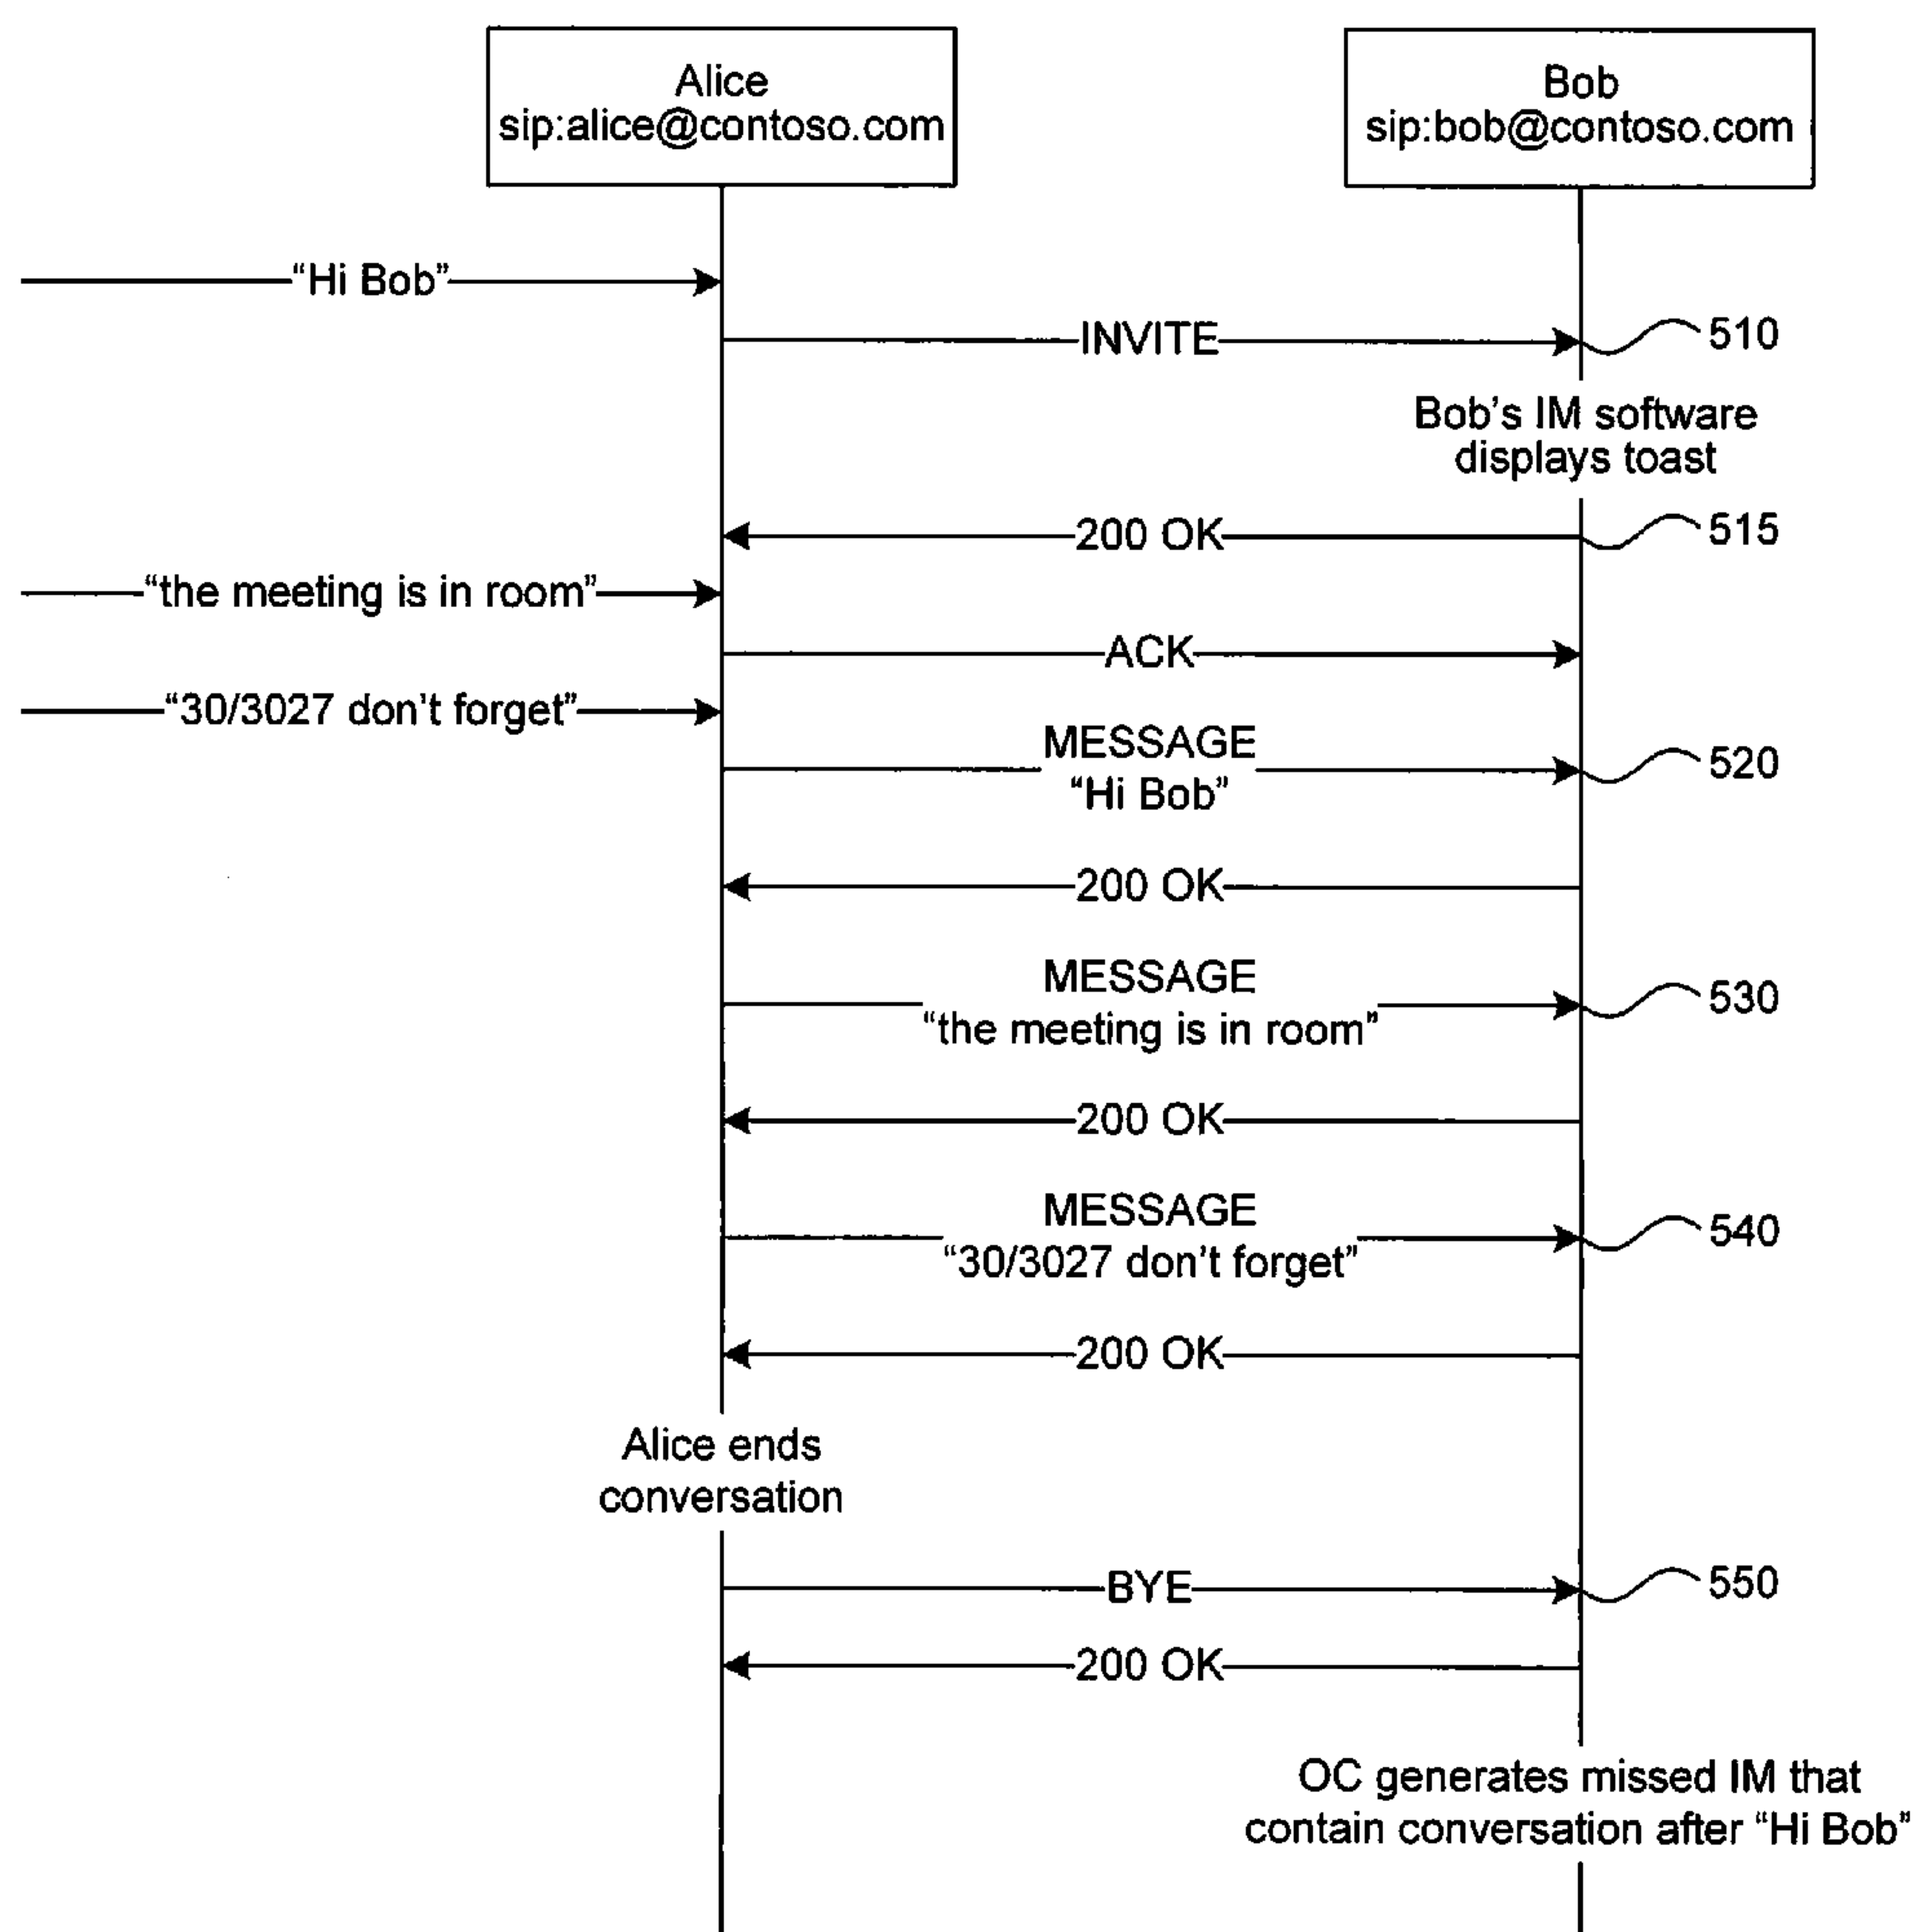 Alice
sip:alice@contoso.com
Bob
sip:bob@contoso.com
“Hi Bob”
INVITE
510
Bob’s IM software
displays toast
200 OK
515
“the meeting is in room”
ACK
“30/3027 don’t forget”
MESSAGE
“Hi Bob”
520
200 OK
MESSAGE
“the meeting is in room”
530
200 OK
MESSAGE
“30/3027 don’t forget”
540
200 OK
Alice ends
conversation
BYE
550
200 OK
OC generates missed IM that
contain conversation after “Hi Bob”